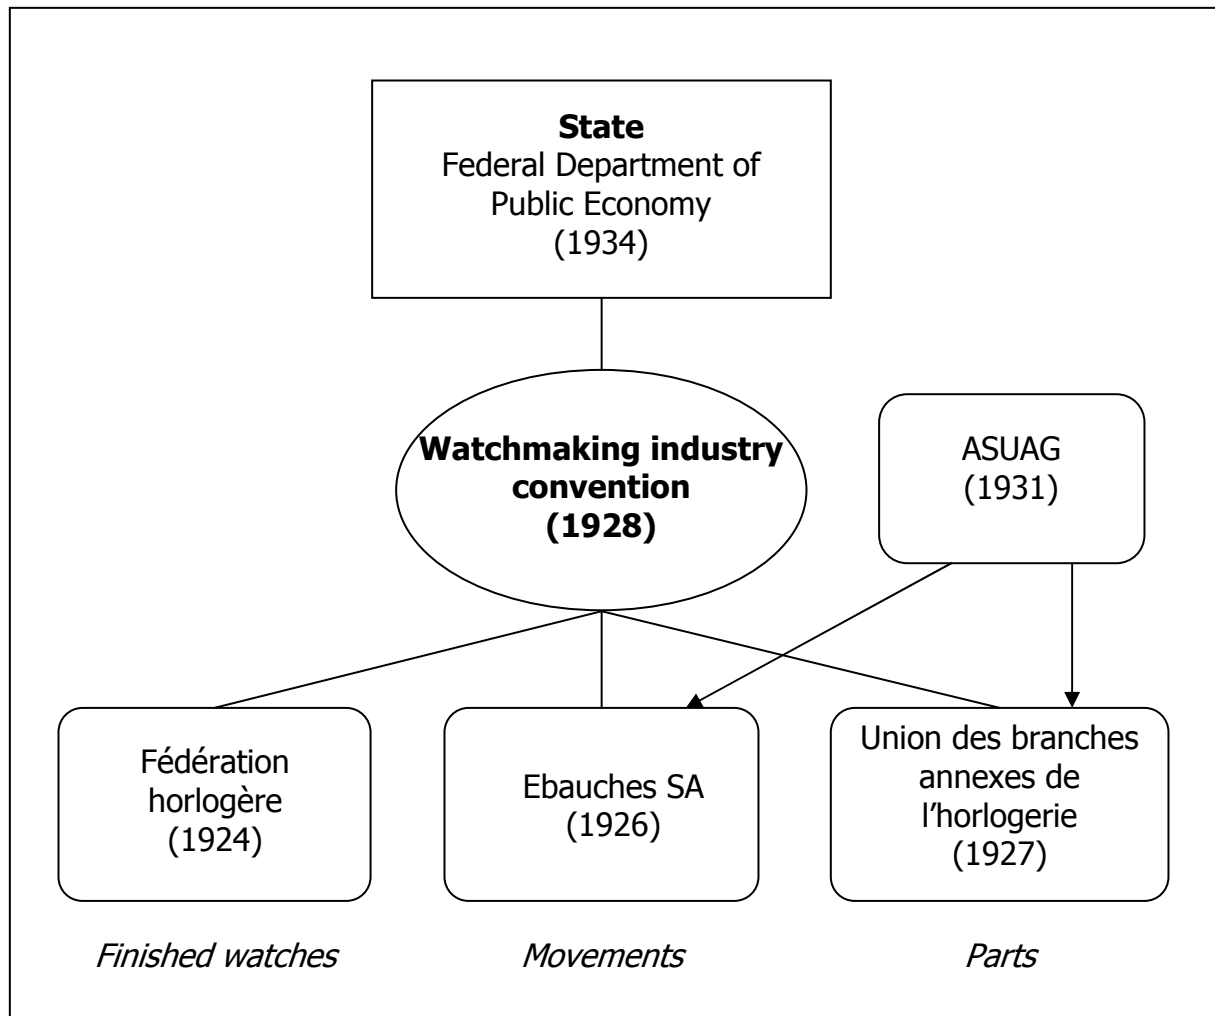 State
Federal Department of
Public Economy
(1934)
Watchmaking industry
convention
(1928)
ASUAG
(1931)
Fédération
horlogère
(1924)
Ebauches SA
(1926)
Union des branches
annexes de
l’horlogerie
(1927)
Finished watches
Movements
Parts